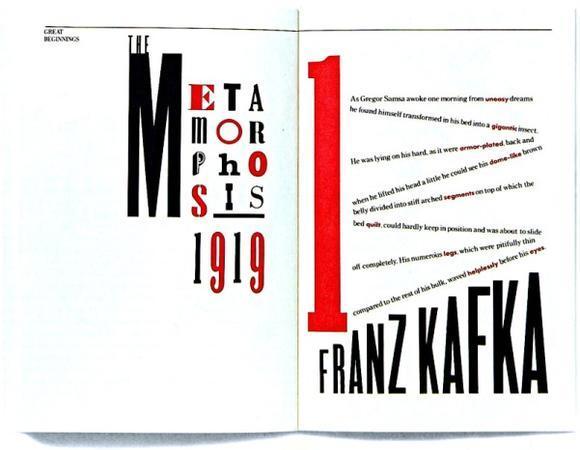 GREAT
BEGINNINGS
THE
METAMORPHOSIS
1919
1
As Gregor Samsa awoke one morning from uneasy dreams
he found himself transformed in his bed into a gigantic insect.
He was lying on his hard, as it were armor-plated, back and
when he lifted his head a little he could see his dome-like brown
belly divided into stiff arched segments on top of which the
bed quilt, could hardly keep in position and was about to slide
off completely. His numerous legs, which were pitifully thin
compared to the rest of his bulk, waved helplessly before his eyes.
FRANZ KAFKA